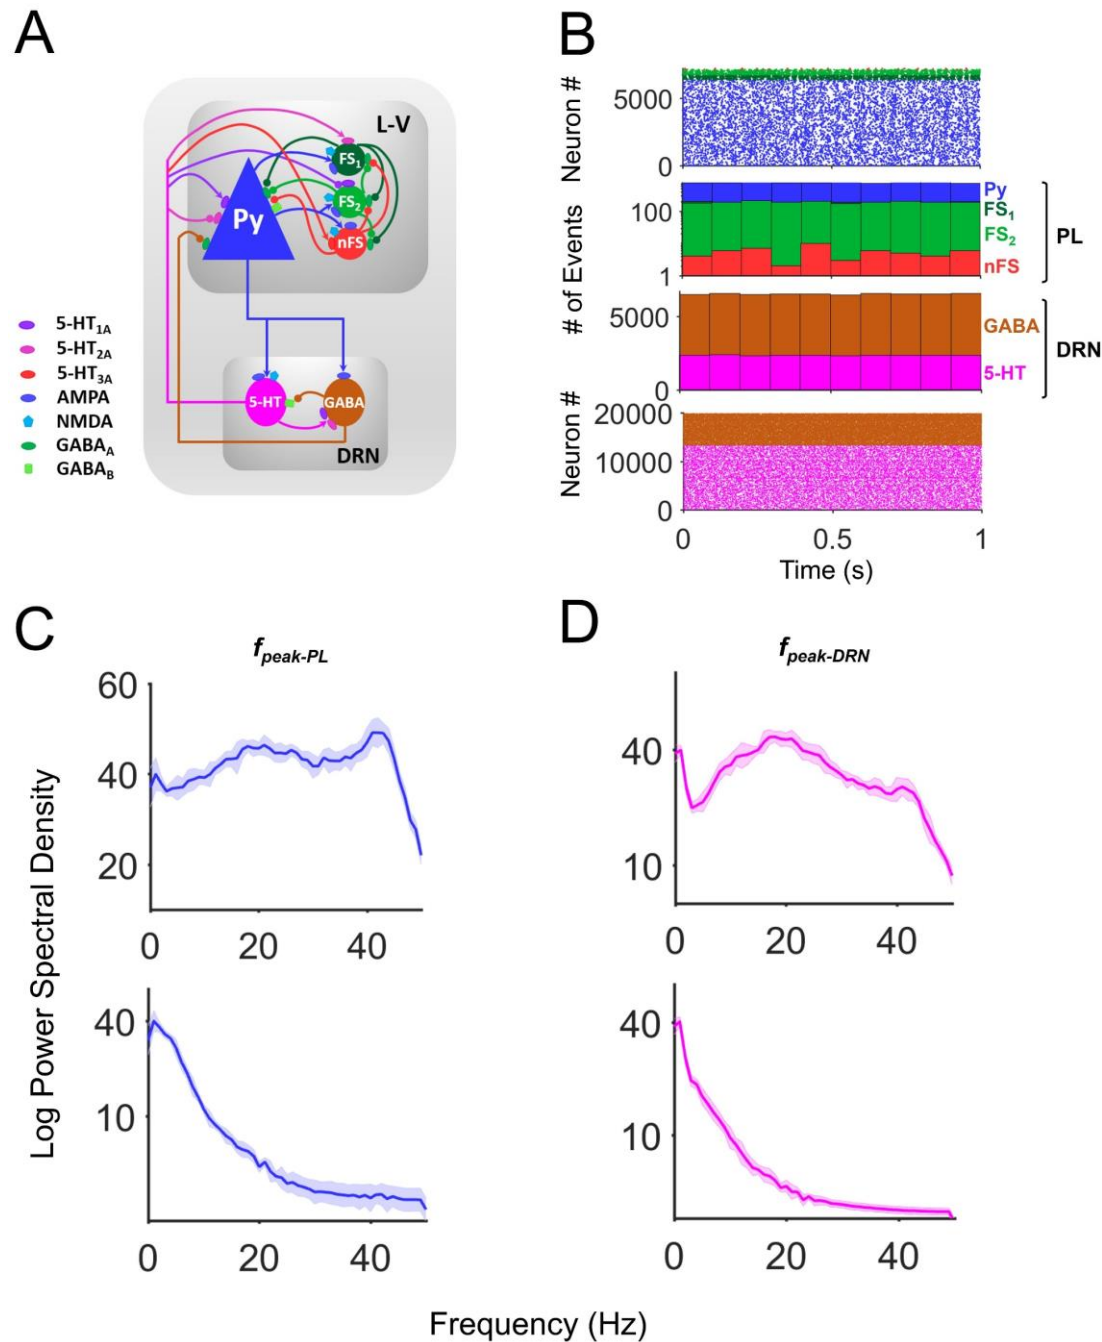 A
L-V
FS1
Py
FS2
nFS
5-HT1A
5-HT2A
5-HT3A
AMPA
NMDA
GABAA
GABAB
5-HT
GABA
DRN
B
Neuron #
5000
0
# of Events
100
1
Py
FS1
FS2
nFS
PL
5000
0
GABA
5-HT
DRN
Neuron #
20000
10000
0
0 0.5 1
Time (s)
C
fpeak-PL
Log Power Spectral Density
60
40
20
0 20 40
40
10
0 20 40
D
fpeak-DRN
40
10
0 20 40
40
10
0 20 40
Frequency (Hz)